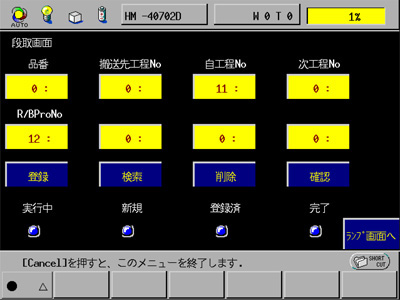 AUTO HM -40702D W0T0 1%
段取画面
品番 搬送先工程No 自工程No 次工程No
0 : 0 : 11 : 0 :
R/BProNo
12 : 0 : 0 : 0 :
登録 検索 削除 確認
実行中 新規 登録済 完了
ﾗﾝﾌﾟ画面へ
[Cancel]を押すと、このメニューを終了します. SHORT CUT
● △